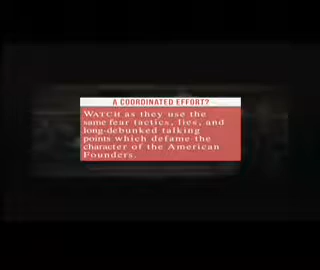 A COORDINATED EFFORT?
WATCH as they use the
same fear tactics, lies, and
long-debunked talking
points which defame the
character of the American
Founders.